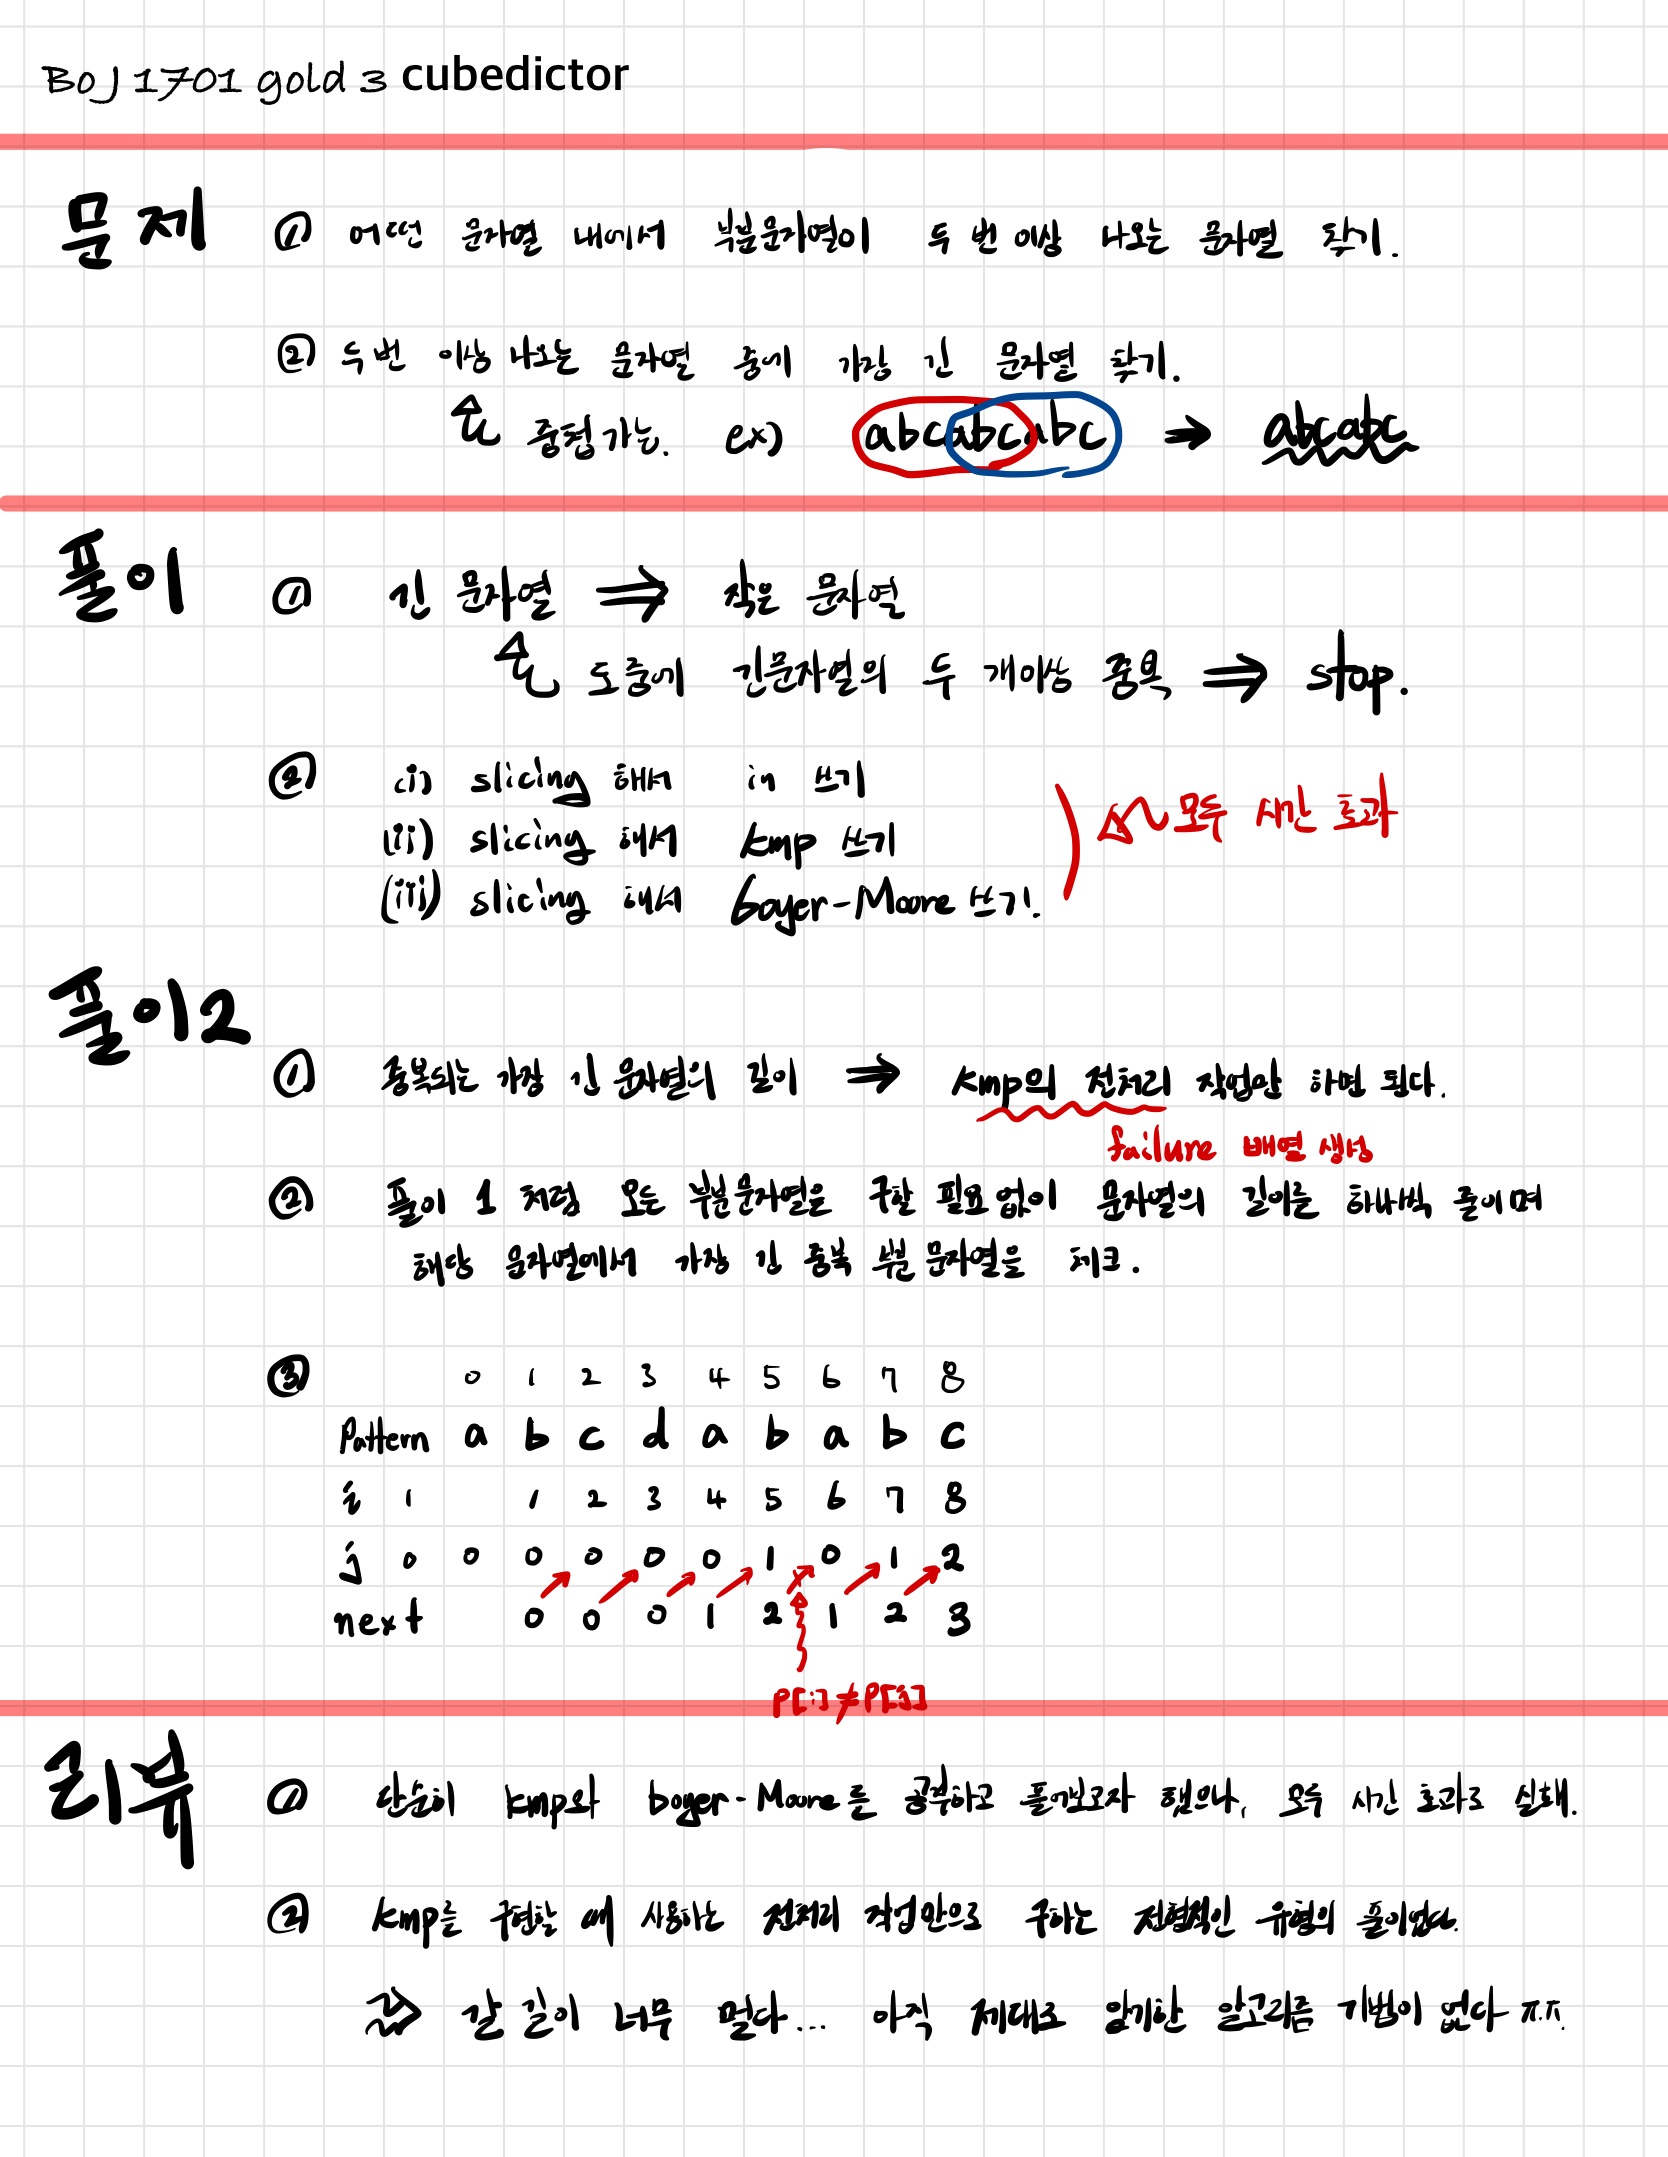 BOJ 1701 gold 3 cubedictor
문제 ① 어떤 문자열 내에서 부분문자열이 두 번 이상 나오는 문자열 찾기.
② 두 번 이상 나오는 문자열 중에 가장 긴 문자열 찾기.
중첩 가능. ex) abcabcabc ⇒ abcabc
풀이 ① 긴 문자열 ⇒ 작은 문자열
도중에 긴문자열의 두 개이상 중복 ⇒ stop.
② (i) slicing 해서 in 쓰기
(ii) slicing 해서 kmp 쓰기
모두 시간 초과
(iii) slicing 해서 boyer-Moore 쓰기.
풀이2
① 중복되는 가장 긴 문자열의 길이 ⇒ kmp의 전처리 작업만 하면 된다.
failure 배열 생성
② 풀이 1 처럼 모든 부분문자열을 구할 필요 없이 문자열의 길이를 하나씩 줄이며
해당 문자열에서 가장 긴 중복 부분 문자열을 체크.
③ 0 1 2 3 4 5 6 7 8
Pattern a b c d a b a b c
i 1 1 2 3 4 5 6 7 8
j 0 0 0 0 0 0 1 0 1 2
next 0 0 0 1 2 1 2 3
P[i]≠P[j]
리뷰 ① 단순히 kmp와 boyer-Moore를 공부하고 풀어보고자 했으나, 모두 시간 초과로 실패.
② kmp를 구현할 때 사용하는 전처리 작업만으로 구하는 전형적인 유형의 풀이였다.
⇒ 갈 길이 너무 멀다... 아직 제대로 암기한 알고리즘 기법이 없다 ㅠ.ㅠ.